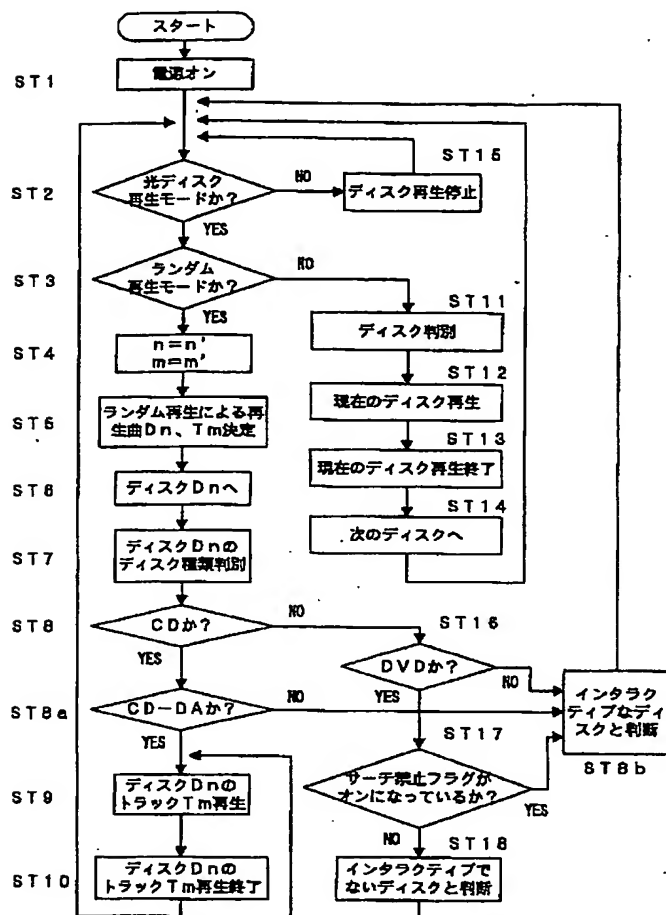 スタート
ST1
電源オン
ST15
ST2
光ディスク
再生モードか?
NO
ディスク再生停止
YES
ST3
ランダム
再生モードか?
NO
YES
ST11
ディスク判別
ST4
n=n'
m=m'
ST12
現在のディスク再生
ST5
ランダム再生による再
生曲Dn、Tm決定
ST13
現在のディスク再生終了
ST6
ディスクDnへ
ST14
次のディスクへ
ST7
ディスクDnの
ディスク種類判別
ST8
CDか?
NO
YES
ST16
DVDか?
NO
YES
インタラク
ティブなディ
スクと判断
ST8b
ST8a
CD-DAか?
NO
YES
ST17
サーチ禁止フラグが
オンになっているか?
YES
NO
ST9
ディスクDnの
トラックTm再生
ST18
インタラクティブで
ないディスクと判断
ST10
ディスクDnの
トラックTm再生終了